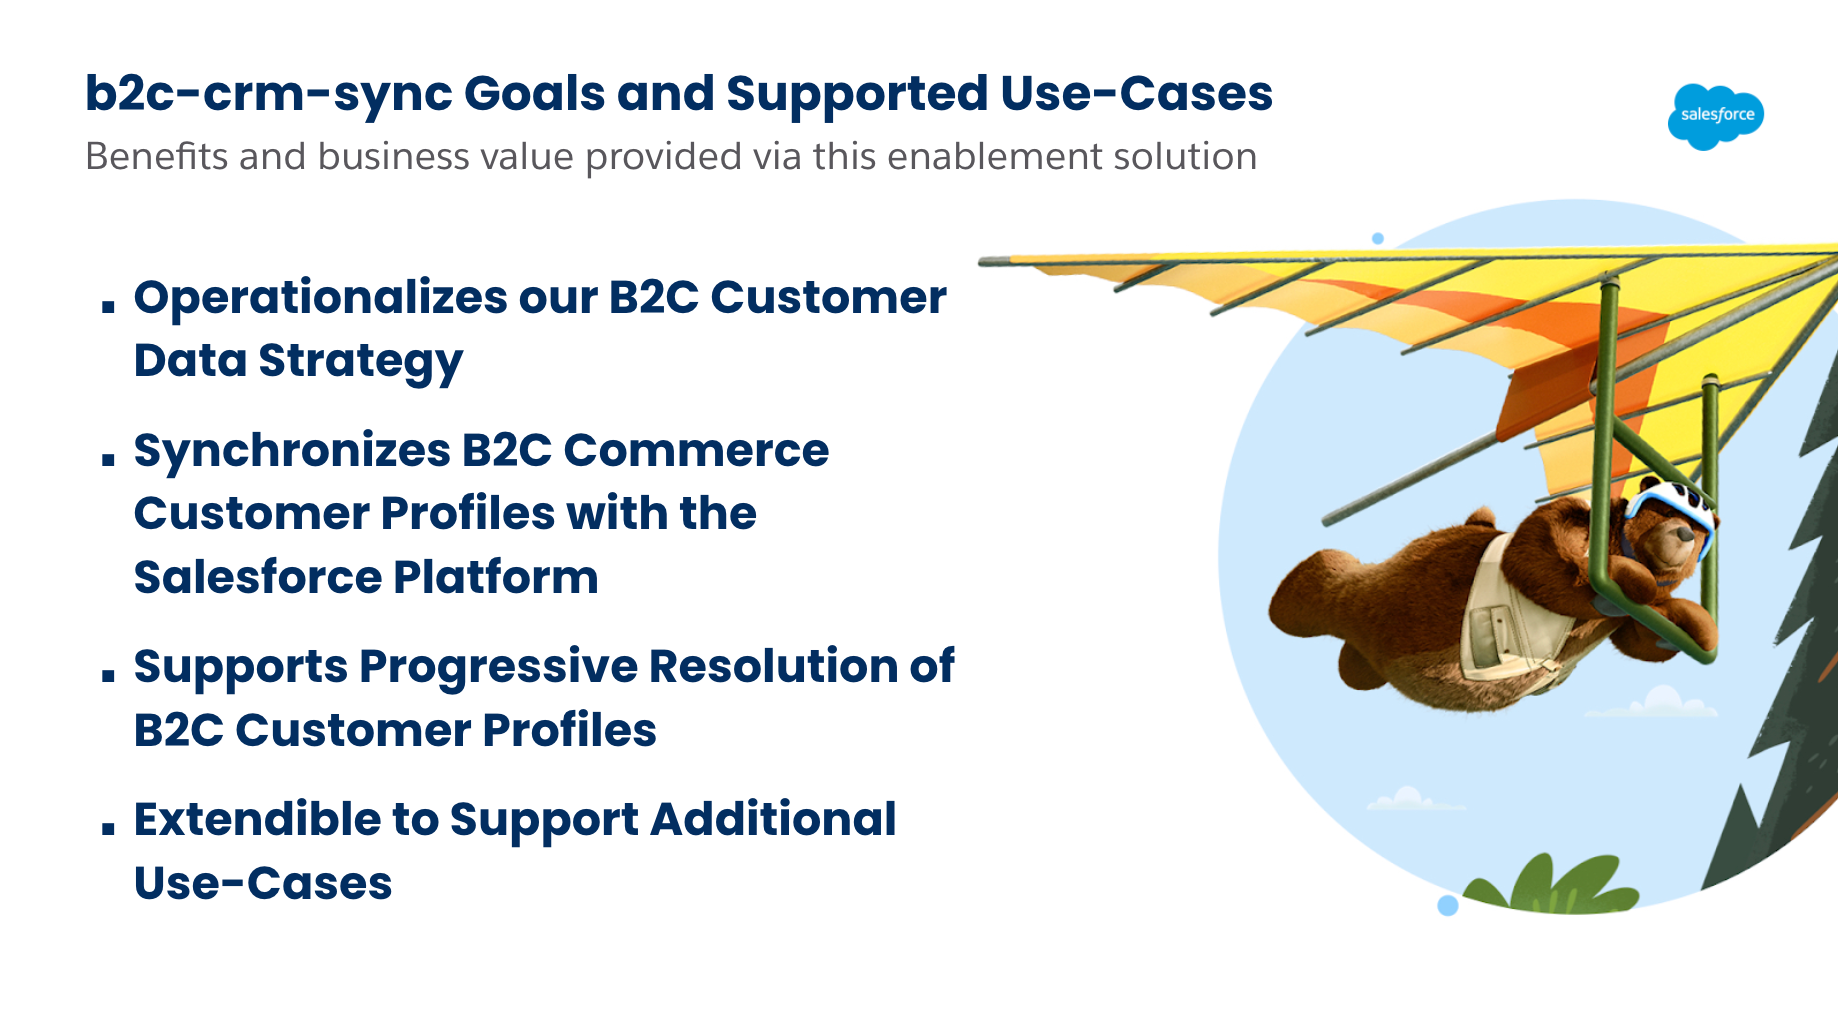 b2c-crm-sync Goals and Supported Use-Cases
Benefits and business value provided via this enablement solution
salesforce
▪ Operationalizes our B2C Customer
Data Strategy
▪ Synchronizes B2C Commerce
Customer Profiles with the
Salesforce Platform
▪ Supports Progressive Resolution of
B2C Customer Profiles
▪ Extendible to Support Additional
Use-Cases